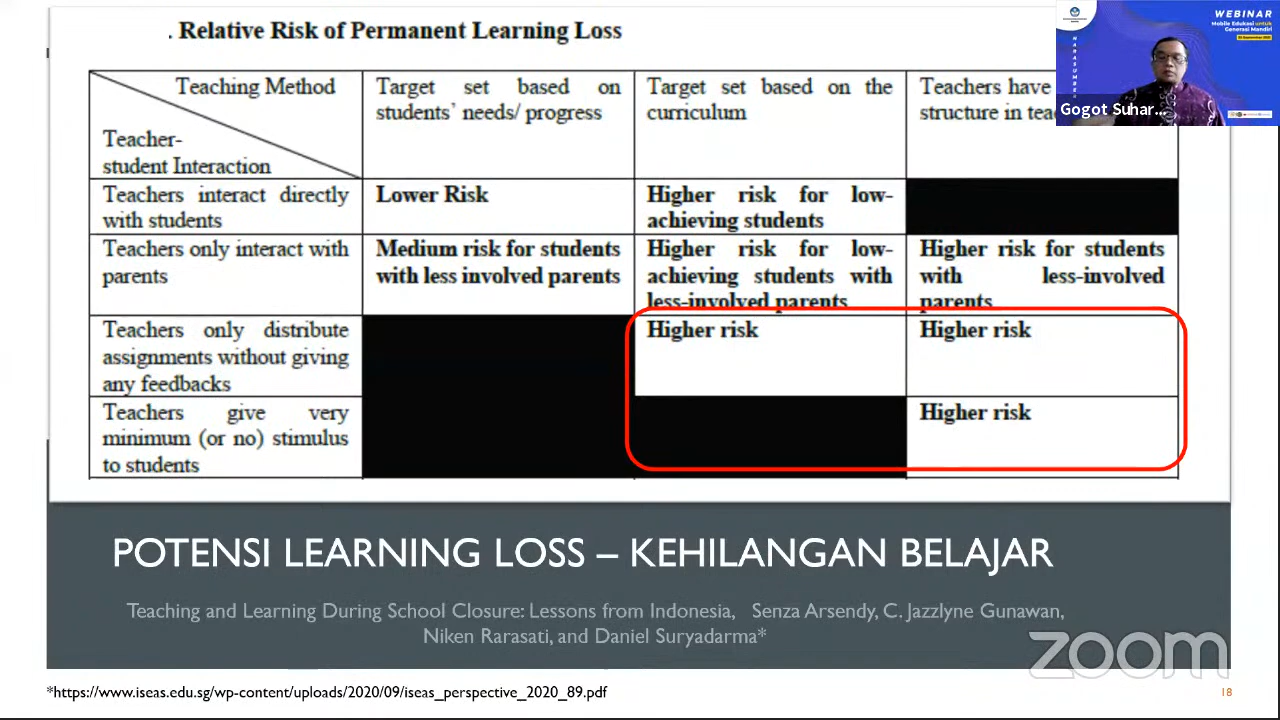 . Relative Risk of Permanent Learning Loss
Teaching Method
Teacher-
student Interaction
Target set based on
students' needs/ progress
Target set based on the
curriculum
Teachers have
structure in
Teachers interact directly
with students
Lower Risk
Higher risk for low-
achieving students
Teachers only interact with
parents
Medium risk for students
with less involved parents
Higher risk for low-
achieving students with
less-involved parents
Higher risk for students
with less-involved
parents
Teachers only distribute
assignments without giving
any feedbacks
Higher risk
Higher risk
Teachers give very
minimum (or no) stimulus
to students
Higher risk
POTENSI LEARNING LOSS – KEHILANGAN BELAJAR
Teaching and Learning During School Closure: Lessons from Indonesia, Senza Arsendy, C. Jazzlyne Gunawan,
Niken Rarasati, and Daniel Suryadarma*
*https://www.iseas.edu.sg/wp-content/uploads/2020/09/iseas_perspective_2020_89.pdf
18
zoom
WEBINAR
Mobile Edukasi untuk
Generasi Mandiri
NARASUMBER
Gogot Suhar...